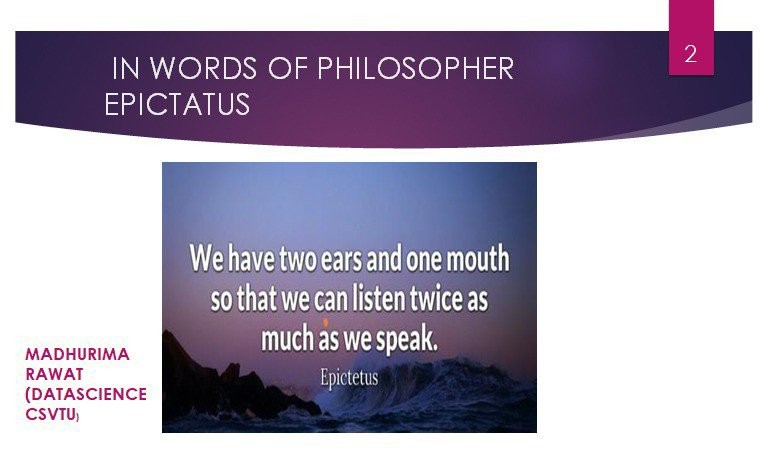 2
IN WORDS OF PHILOSOPHER
EPICTATUS
We have two ears and one mouth
so that we can listen twice as
much as we speak.
Epictetus
MADHURIMA
RAWAT
(DATASCIENCE
CSVTU)